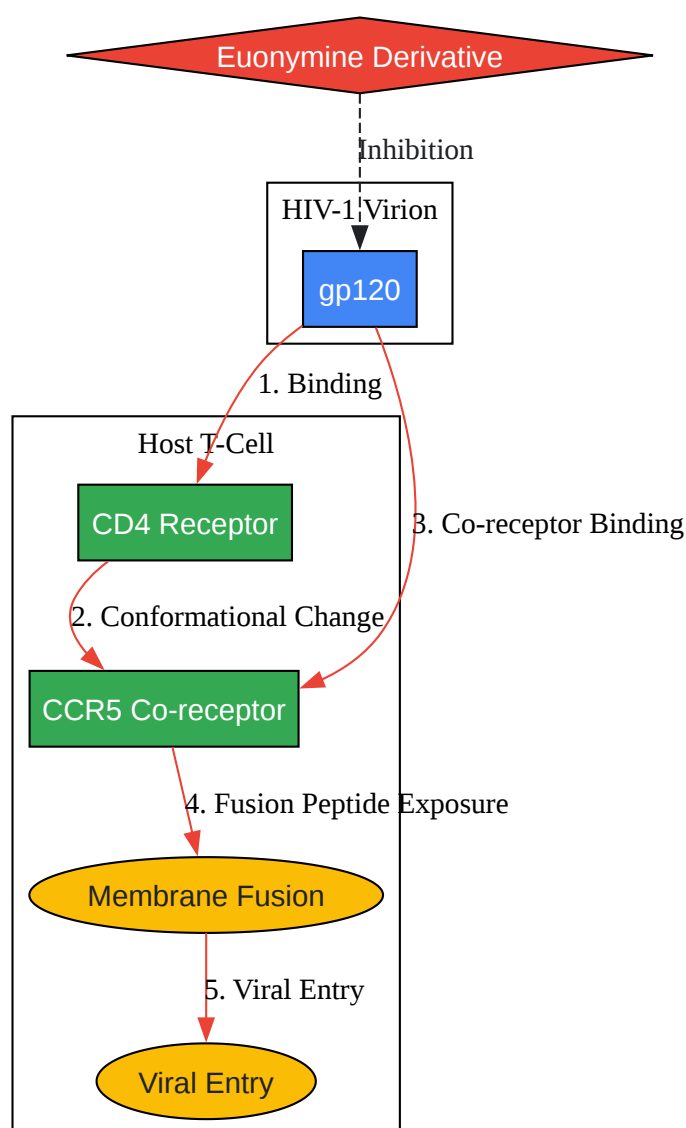 Euonymine Derivative
Inhibition
HIV-1 Virion
gp120
1. Binding
Host T-Cell
CD4 Receptor
3. Co-receptor Binding
2. Conformational Change
CCR5 Co-receptor
4. Fusion Peptide Exposure
Membrane Fusion
5. Viral Entry
Viral Entry